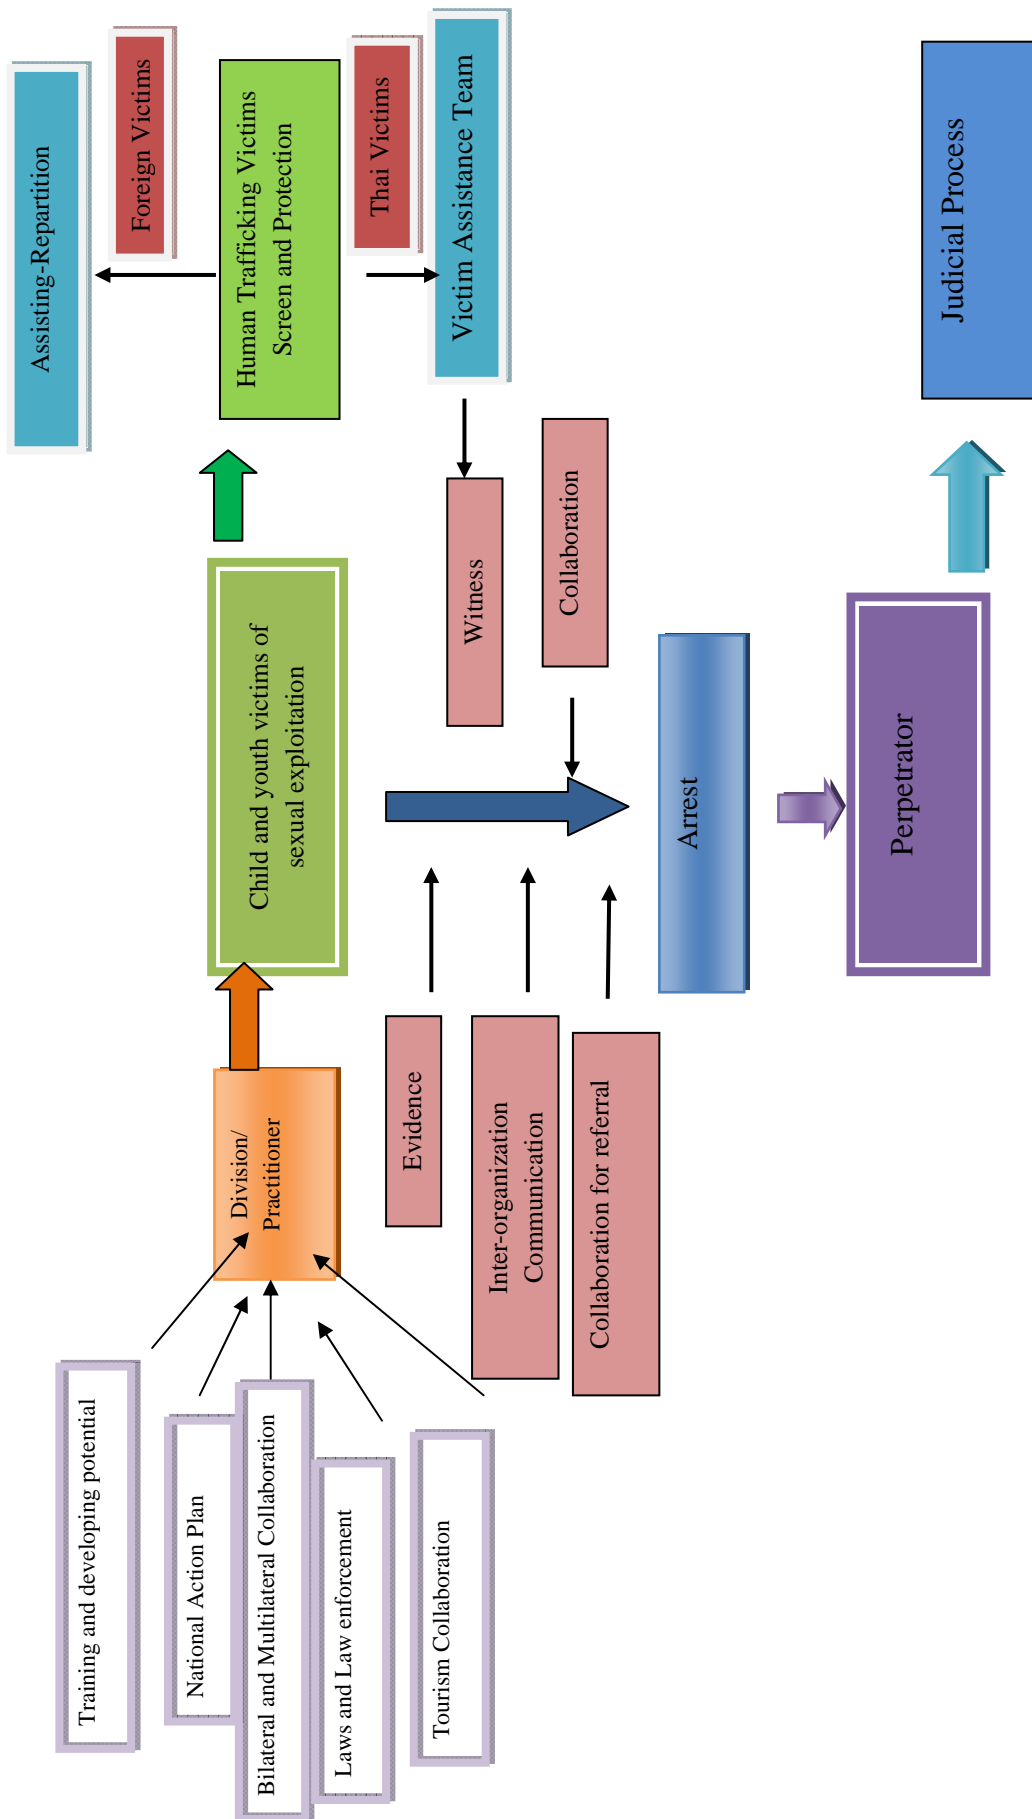 Training and developing potential
National Action Plan
Bilateral and Multilateral Collaboration
Laws and Law enforcement
Tourism Collaboration
Division/
Practitioner
Child and youth victims of
sexual exploitation
Assisting-Repartition
Foreign Victims
Human Trafficking Victims
Screen and Protection
Thai Victims
Victim Assistance Team
Evidence
Inter-organization
Communication
Collaboration for referral
Witness
Collaboration
Arrest
Perpetrator
Judicial Process